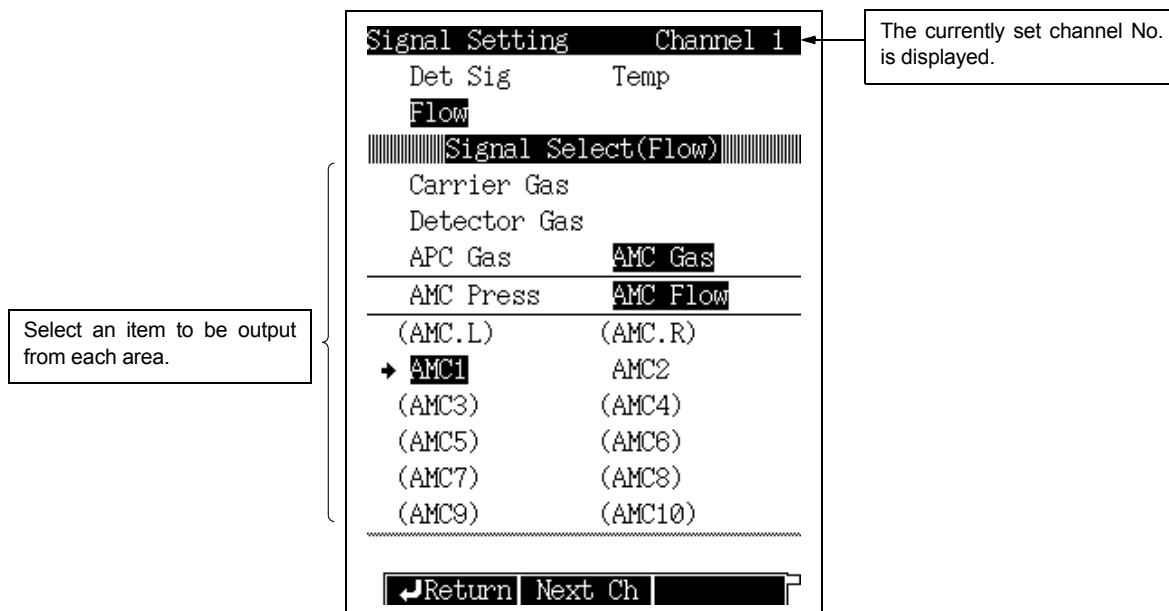 Signal Setting Channel 1
Det Sig Temp
Flow
Signal Select(Flow)
Carrier Gas
Detector Gas
APC Gas AMC Gas
AMC Press AMC Flow
(AMC.L) (AMC.R)
AMC1 AMC2
(AMC3) (AMC4)
(AMC5) (AMC6)
(AMC7) (AMC8)
(AMC9) (AMC10)
Return Next Ch
The currently set channel No.
is displayed.
Select an item to be output
from each area.